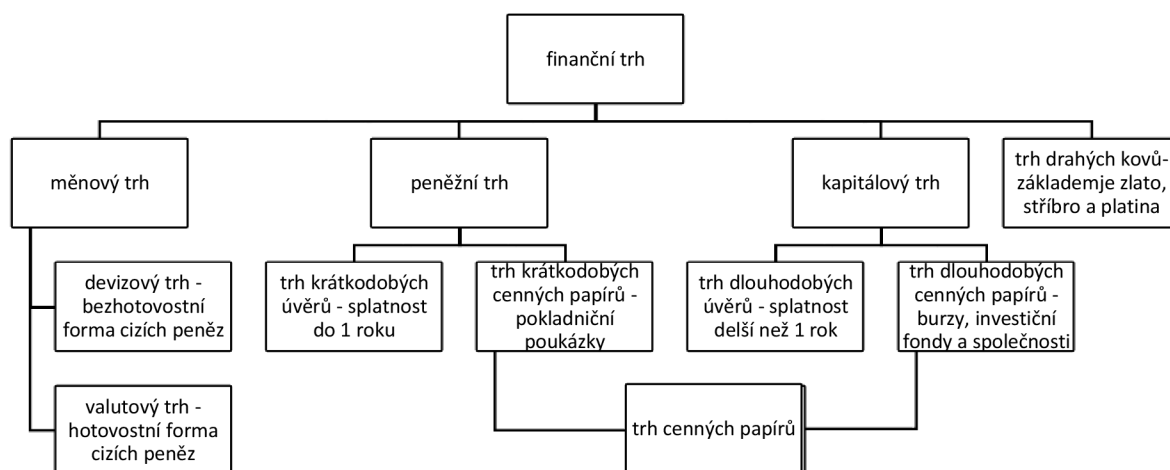 finanční trh
měnový trh
peněžní trh
kapitálový trh
trh drahých kovů-
základemje zlato,
stříbro a platina
devizový trh -
bezhotovostní
forma cizích peněz
trh krátkodobých
úvěrů - splatnost
do 1 roku
trh krátkodobých
cenných papírů -
pokladniční
poukázky
trh dlouhodobých
úvěrů - splatnost
delší než 1 rok
trh dlouhodobých
cenných papírů -
burzy, investiční
fondy a společnosti
valutový trh -
hotovostní forma
cizích peněz
trh cenných papírů